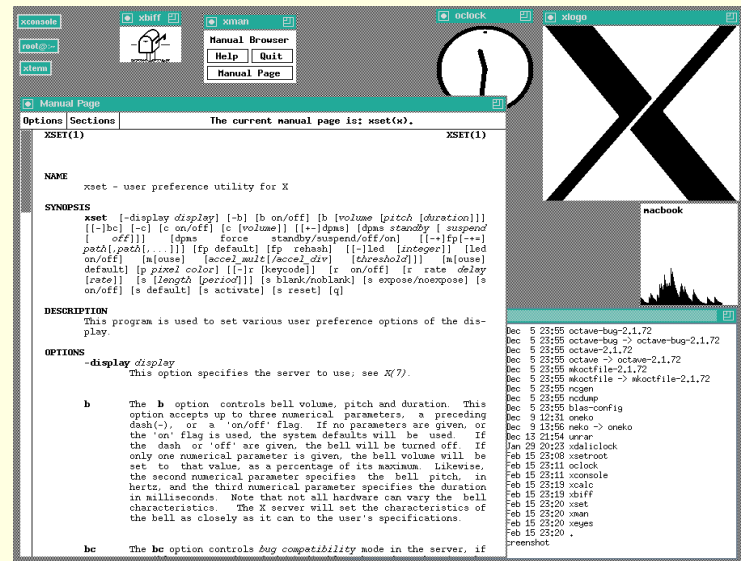 xconsole
root@:~
xterm
xbiff
xman
Manual Browser
Help Quit
Manual Page
oclock
xlogo
macbook
Manual Page
Options Sections The current manual page is: xset(x).
XSET(1) XSET(1)
NAME
xset - user preference utility for X
SYNOPSIS
xset [-display display] [-b] [b on/off] [b [volume [pitch [duration]]]
[[-]bc] [-c] [c on/off] [c [volume]] [[+-]dpms] [dpms standby [ suspend
[ off]]] [dpms force standby/suspend/off/on] [[-+]fp[-+=]
path[,path[,...]]] [fp default] [fp rehash] [[-]led [integer]] [led
on/off] [m[ouse] [accel_mult[/accel_div] [threshold]]] [m[ouse]
default] [p pixel color] [[-]r [keycode]] [r on/off] [r rate delay
[rate]] [s [length [period]]] [s blank/noblank] [s expose/noexpose] [s
on/off] [s default] [s activate] [s reset] [q]
DESCRIPTION
This program is used to set various user preference options of the dis-
play.
OPTIONS
-display display
This option specifies the server to use; see X(7).
b The b option controls bell volume, pitch and duration. This
option accepts up to three numerical parameters, a preceding
dash(-), or a 'on/off' flag. If no parameters are given, or
the 'on' flag is used, the system defaults will be used. If
the dash or 'off' are given, the bell will be turned off. If
only one numerical parameter is given, the bell volume will be
set to that value, as a percentage of its maximum. Likewise,
the second numerical parameter specifies the bell pitch, in
hertz, and the third numerical parameter specifies the duration
in milliseconds. Note that not all hardware can vary the bell
characteristics. The X server will set the characteristics of
the bell as closely as it can to the user's specifications.
bc The bc option controls bug compatibility mode in the server, if
Dec 5 23:55 octave-bug-2.1.72
Dec 5 23:55 octave-bug -> octave-bug-2.1.72
Dec 5 23:55 octave-2.1.72
Dec 5 23:55 octave -> octave-2.1.72
Dec 5 23:55 mkoctfile-2.1.72
Dec 5 23:55 mkoctfile -> mkoctfile-2.1.72
Dec 5 23:55 ncgen
Dec 5 23:55 ncdump
Dec 5 23:55 blas-config
Dec 9 12:31 oneko
Dec 9 13:56 neko -> oneko
Dec 13 21:54 unrar
Jan 29 20:23 xdaliclock
Feb 15 23:08 xsetroot
Feb 15 23:11 oclock
Feb 15 23:11 xconsole
Feb 15 23:19 xcalc
Feb 15 23:19 xbiff
Feb 15 23:20 xset
Feb 15 23:20 xman
Feb 15 23:20 xeyes
Feb 15 23:20 .
creenshot